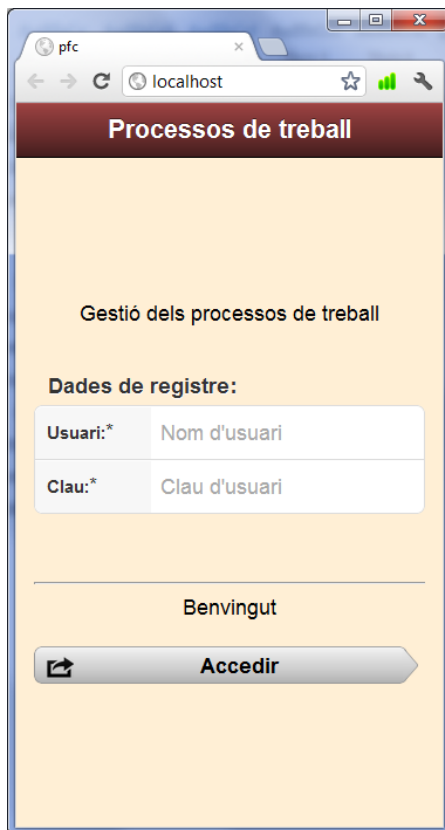 pfc
localhost
Processos de treball
Gestió dels processos de treball
Dades de registre:
Usuari:* Nom d'usuari
Clau:* Clau d'usuari
Benvingut
Accedir